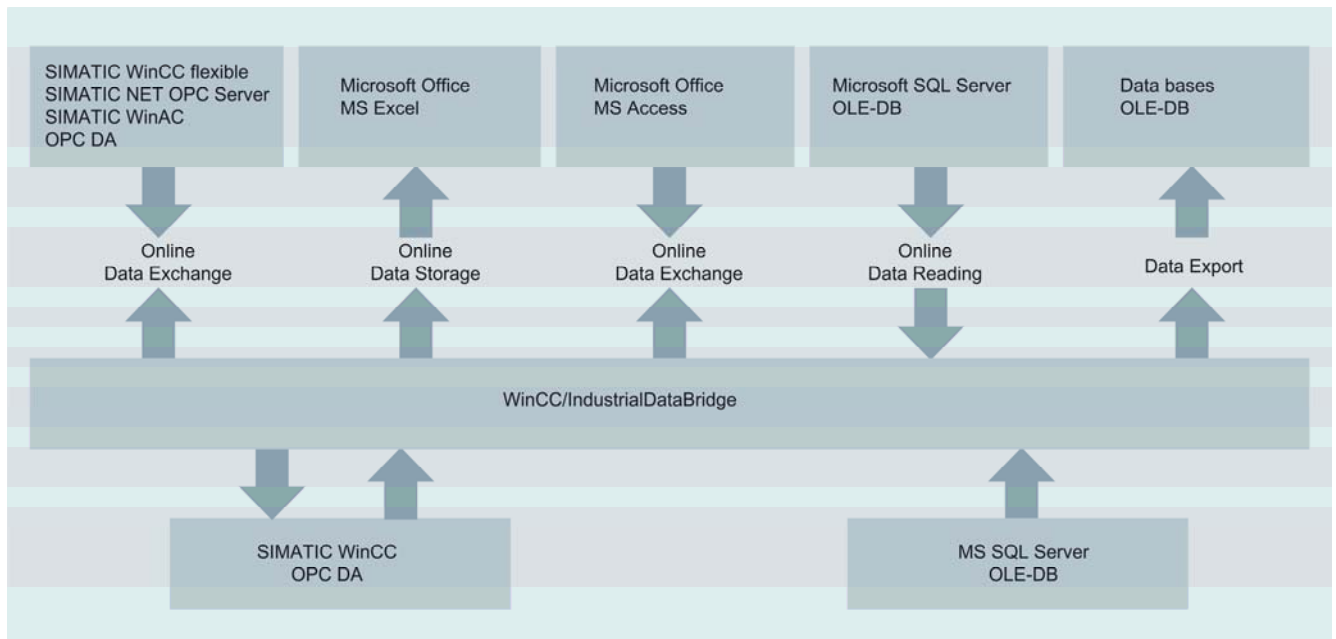 SIMATIC WinCC flexible
SIMATIC NET OPC Server
SIMATIC WinAC
OPC DA
Microsoft Office
MS Excel
Microsoft Office
MS Access
Microsoft SQL Server
OLE-DB
Data bases
OLE-DB
Online
Data Exchange
Online
Data Storage
Online
Data Exchange
Online
Data Reading
Data Export
WinCC/IndustrialDataBridge
SIMATIC WinCC
OPC DA
MS SQL Server
OLE-DB